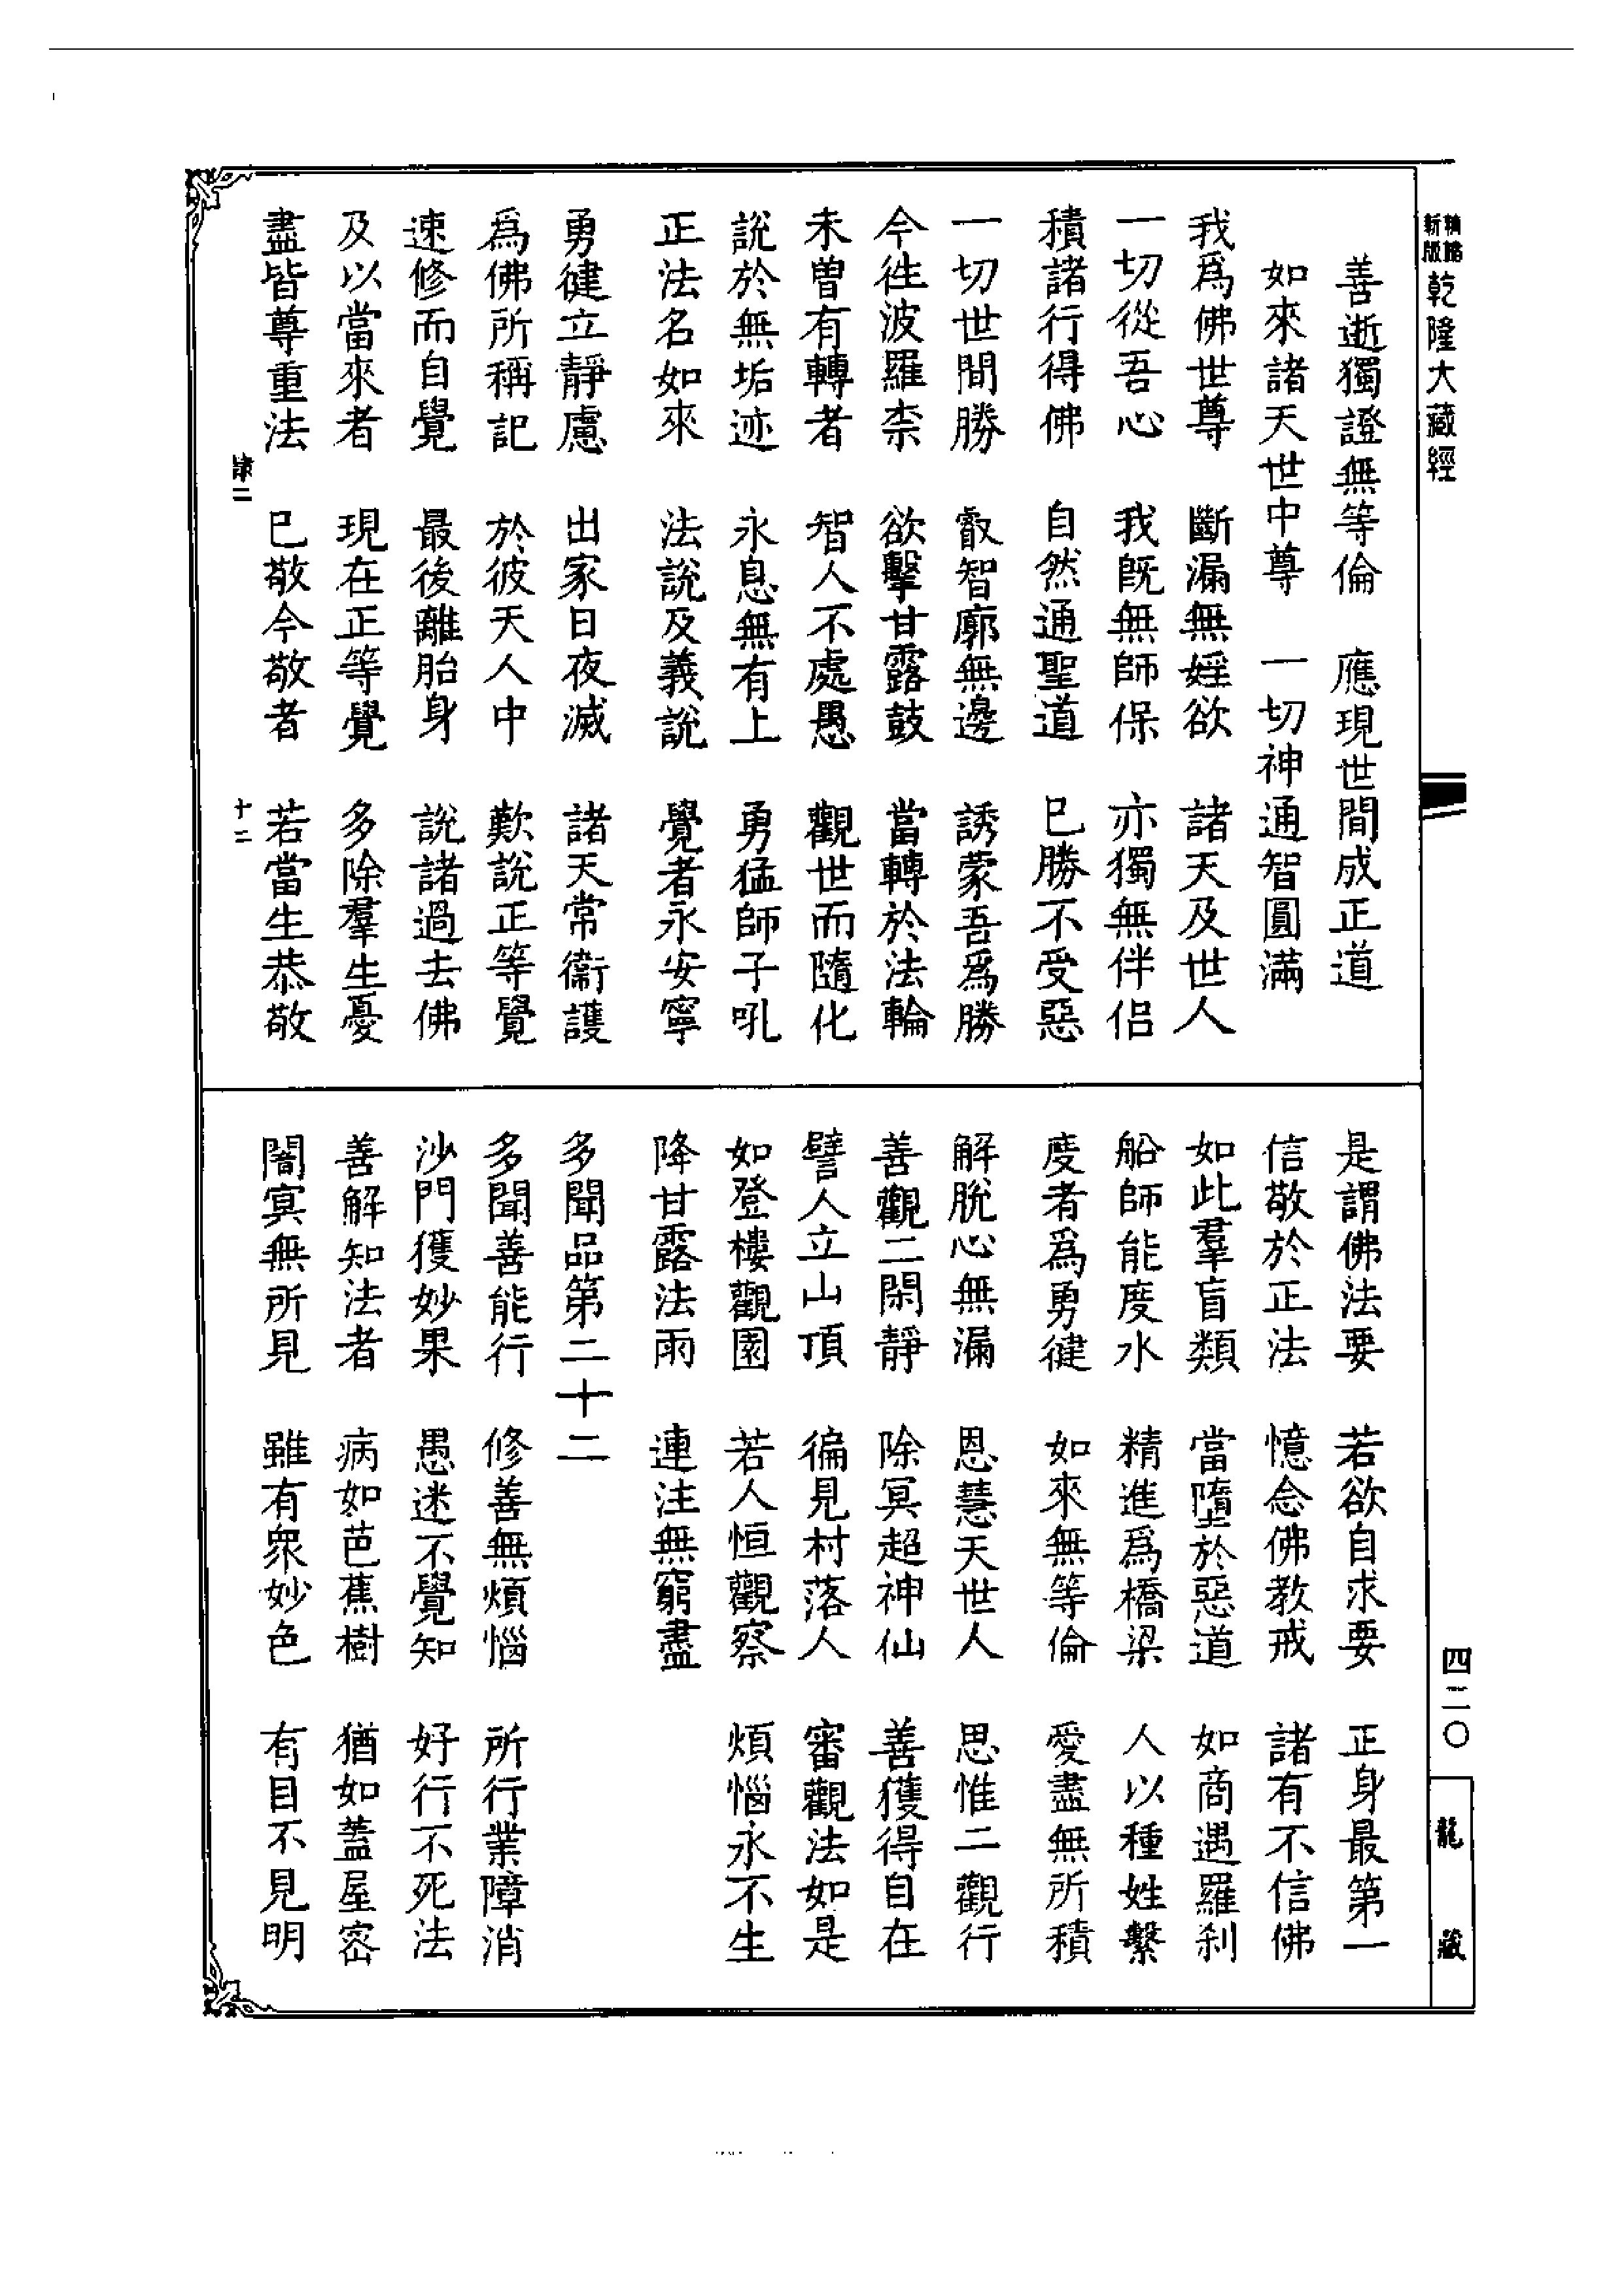 精縮新版 乾隆大藏經
善逝獨證無等倫　應現世間成正道
如來諸天世中尊　一切神通智圓滿
我爲佛世尊　斷漏無婬欲　諸天及世人
一切從吾心　我既無師保　亦獨無伴侶
積諸行得佛　自然通聖道　已勝不受惡
一切世間勝　叡智廓無邊　誘蒙吾爲勝
今徃波羅柰　欲擊甘露鼓　當轉於法輪
未曾有轉者　智人不處愚　觀世而隨化
說於無垢迹　永息無有上　勇猛師子吼
正法名如來　法說及義說　覺者永安寧
勇健立靜慮　出家日夜滅　諸天常衞護
爲佛所稱記　於彼天人中　歎說正等覺
速修而自覺　最後離胎身　說諸過去佛
及以當來者　現在正等覺　多除羣生憂
盡皆尊重法　已敬今敬者　若當生恭敬
隸二　十二
是謂佛法要　若欲自求要　正身最第一
信敬於正法　憶念佛教戒　諸有不信佛
如此羣盲類　當墮於惡道　如商遇羅刹
船師能度水　精進爲橋梁　人以種姓繫
度者爲勇健　如來無等倫　愛盡無所積
解脫心無漏　恩慧天世人　思惟二觀行
善觀二閑靜　除冥超神仙　善獲得自在
譬人立山頂　徧見村落人　審觀法如是
如登樓觀園　若人恒觀察　煩惱永不生
降甘露法雨　連注無窮盡
多聞品第二十二
多聞善能行　修善無煩惱　所行業障消
沙門獲妙果　愚迷不覺知　好行不死法
善解知法者　病如芭蕉樹　猶如蓋屋密
闇冥無所見　雖有衆妙色　有目不見明
四二〇
龍藏